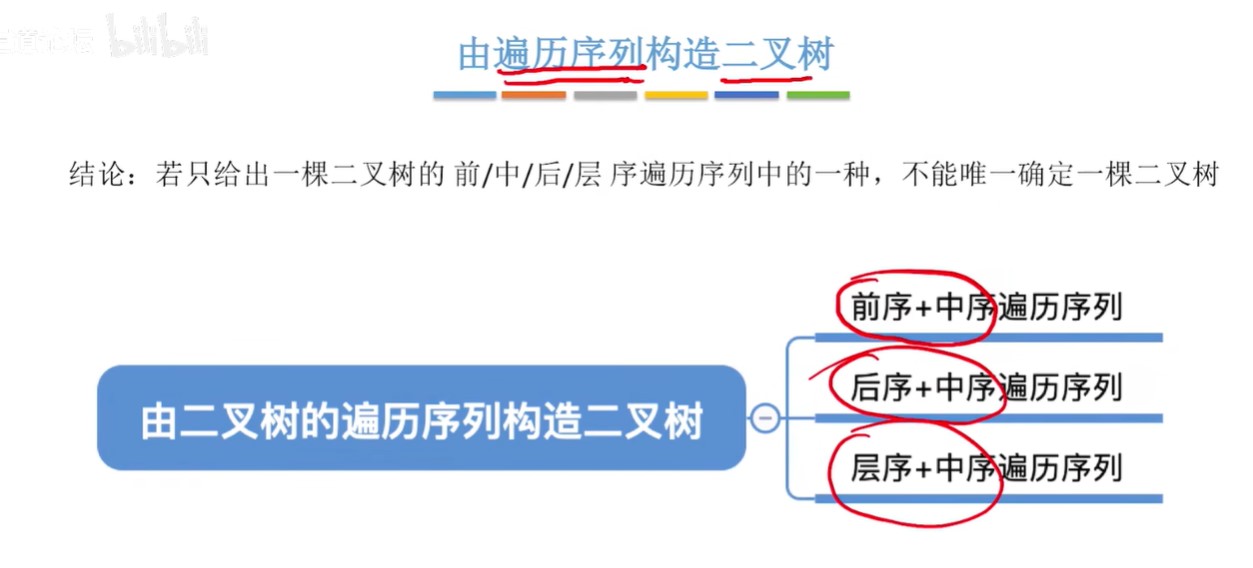 bilibili
由遍历序列构造二叉树
结论：若只给出一棵二叉树的 前/中/后/层 序遍历序列中的一种，不能唯一确定一棵二叉树
前序+中序遍历序列
后序+中序遍历序列
由二叉树的遍历序列构造二叉树
层序+中序遍历序列